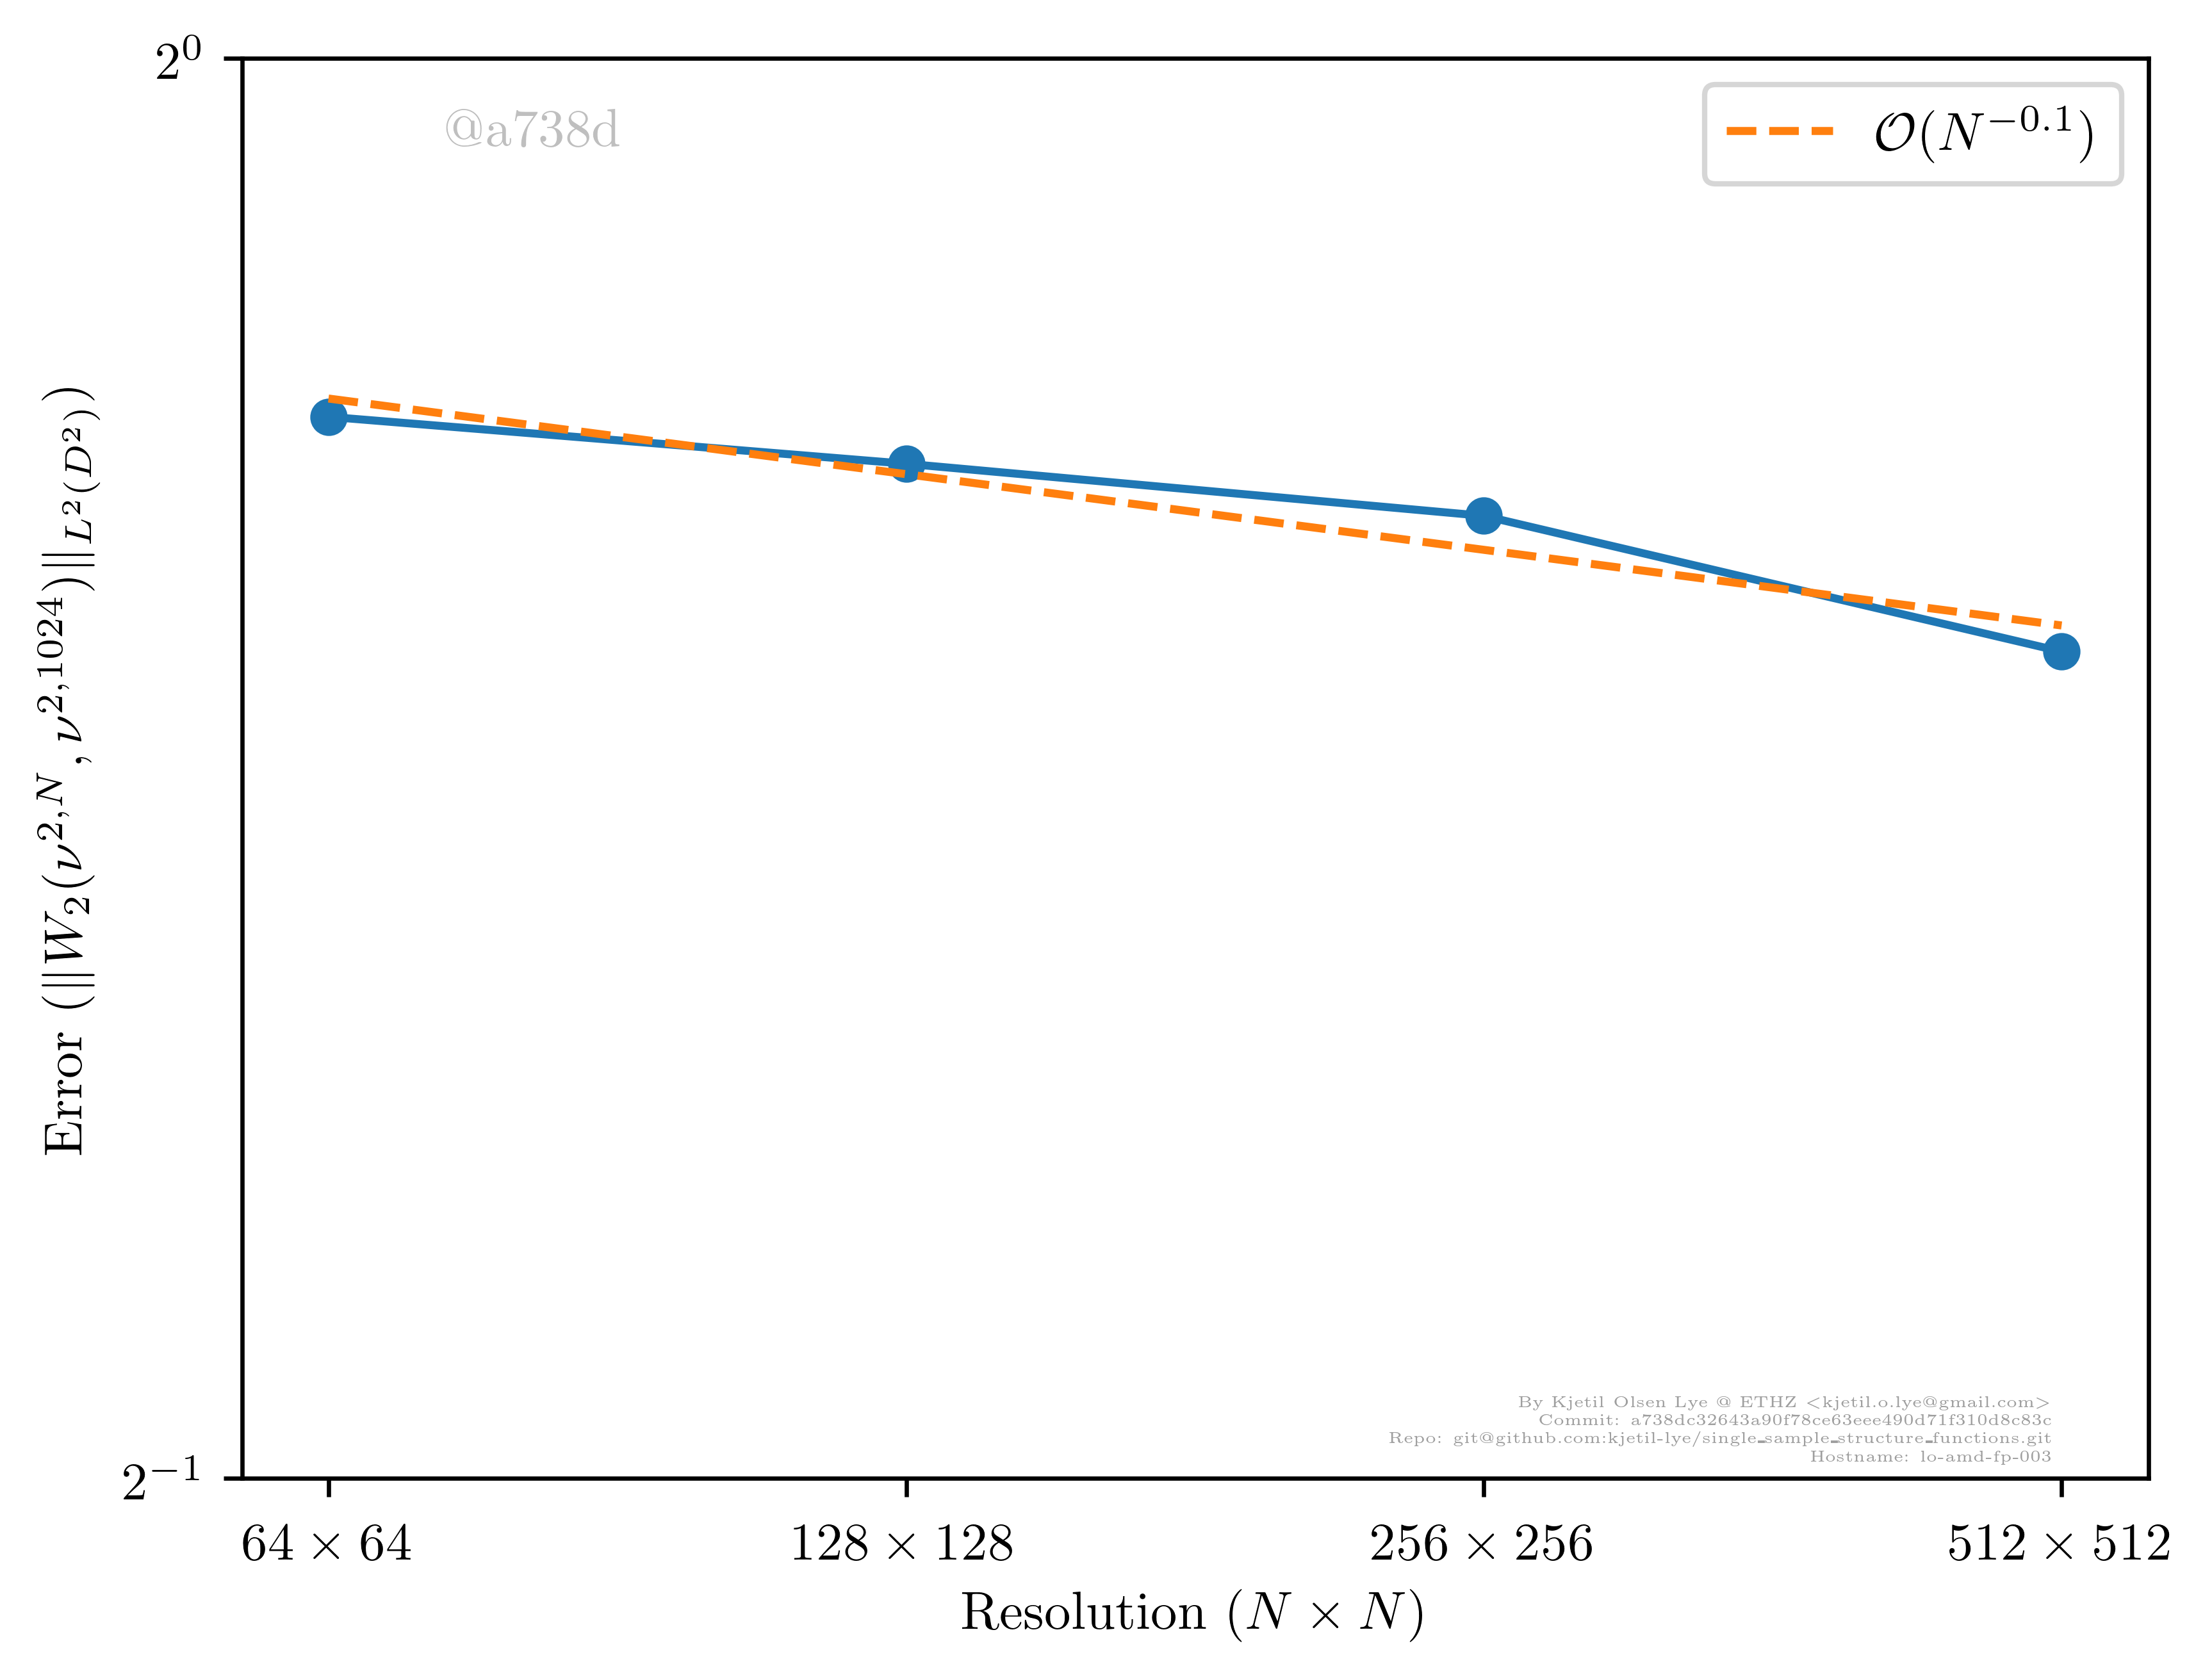 2^0
@a738d
O(N^{-0.1})
Error (||W_2(ν^{2,N}, ν^{2,1024})||_{L^2(D^2)})
By Kjetil Olsen Lye @ ETHZ <kjetil.o.lye@gmail.com>
Commit: a738dc32643a90f78ce63eee490d71f310d8c83c
Repo: git@github.com:kjetil-lye/single_sample_structure_functions.git
Hostname: lo-amd-fp-003
2^{-1}
64 × 64 128 × 128 256 × 256 512 × 512
Resolution (N × N)